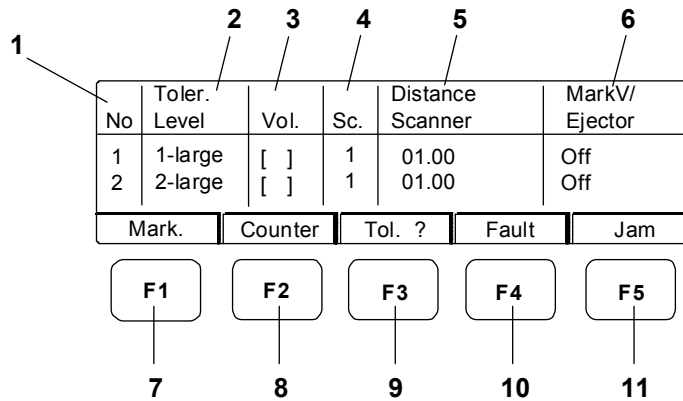 2 3 4 5 6
1
Toler. Distance MarkV/
No Level Vol. Sc. Scanner Ejector
1 1-large [ ] 1 01.00 Off
2 2-large [ ] 1 01.00 Off
Mark. Counter Tol. ? Fault Jam
F1 F2 F3 F4 F5
7 8 9 10 11